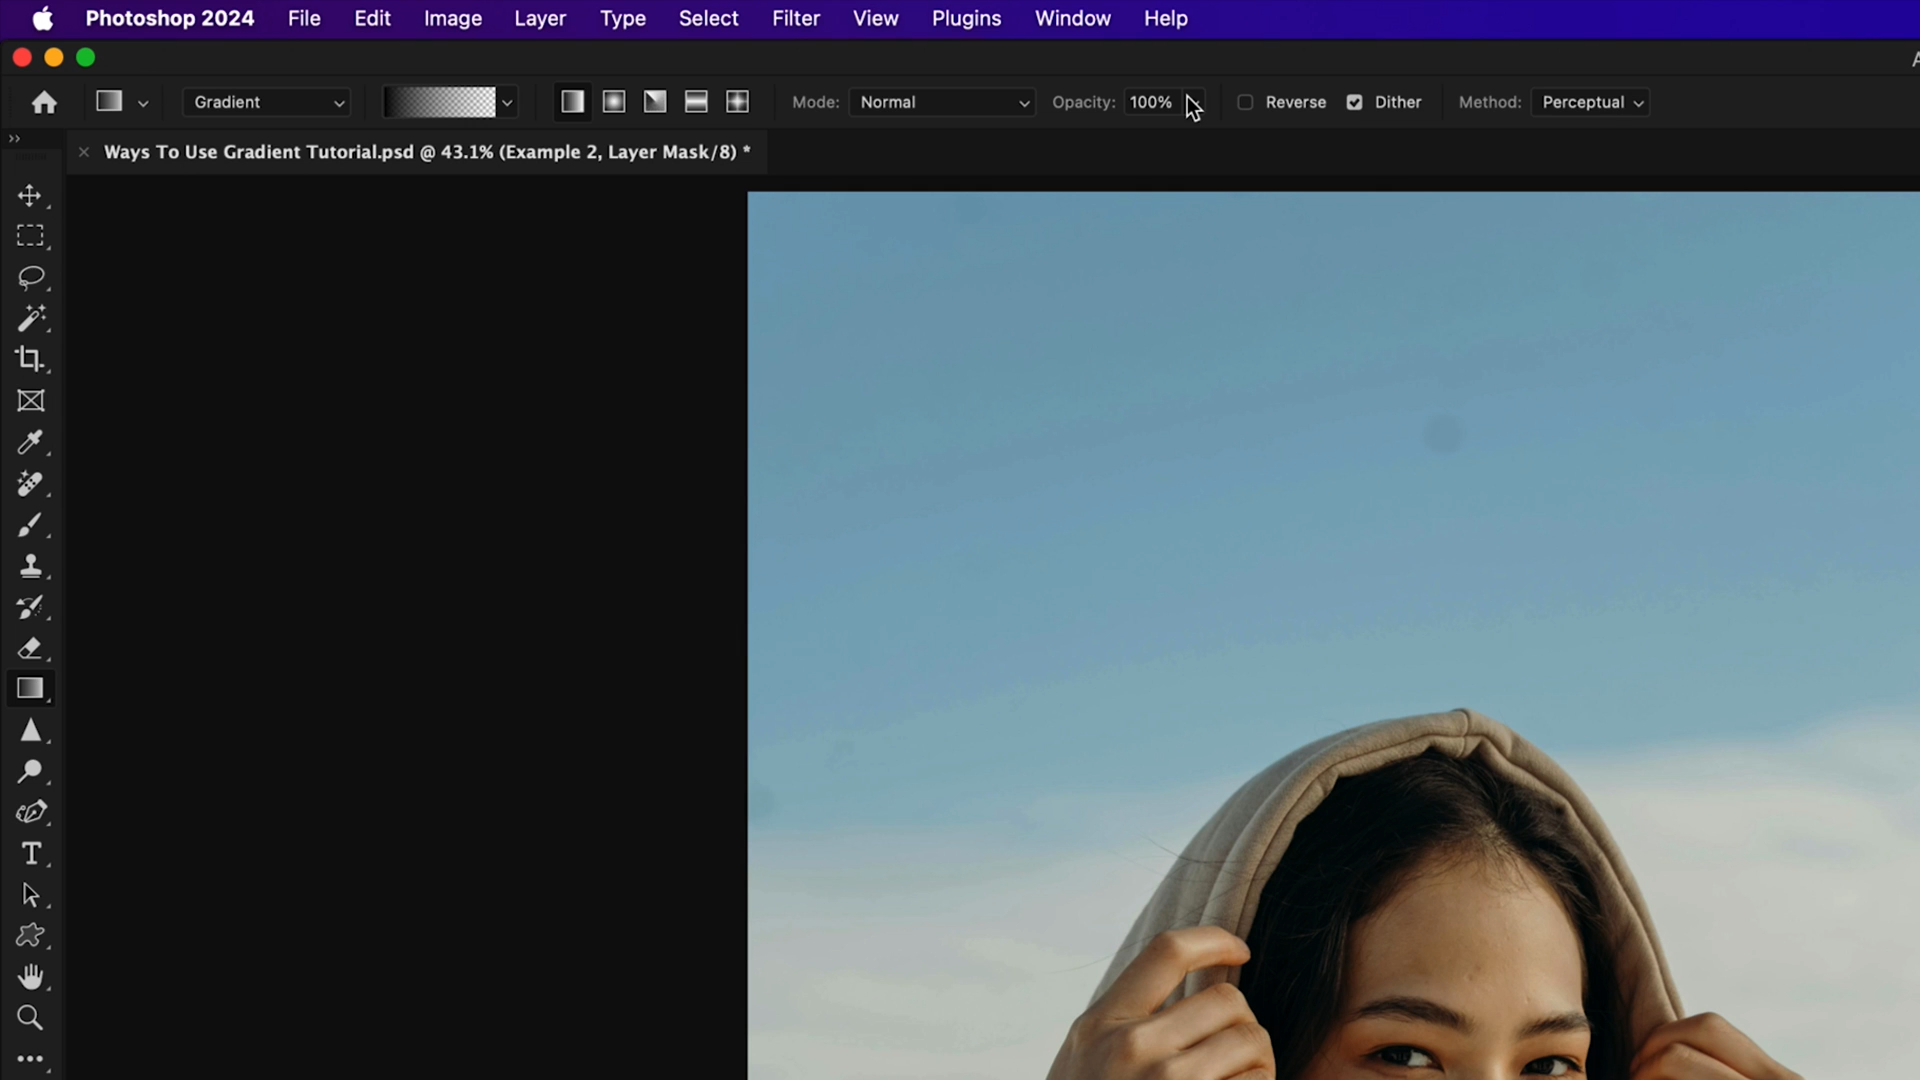 Photoshop 2024 File Edit Image Layer Type Select Filter View Plugins Window Help
Gradient Mode: Normal Opacity: 100% Reverse Dither Method: Perceptual
Ways To Use Gradient Tutorial.psd @ 43.1% (Example 2, Layer Mask/8) *